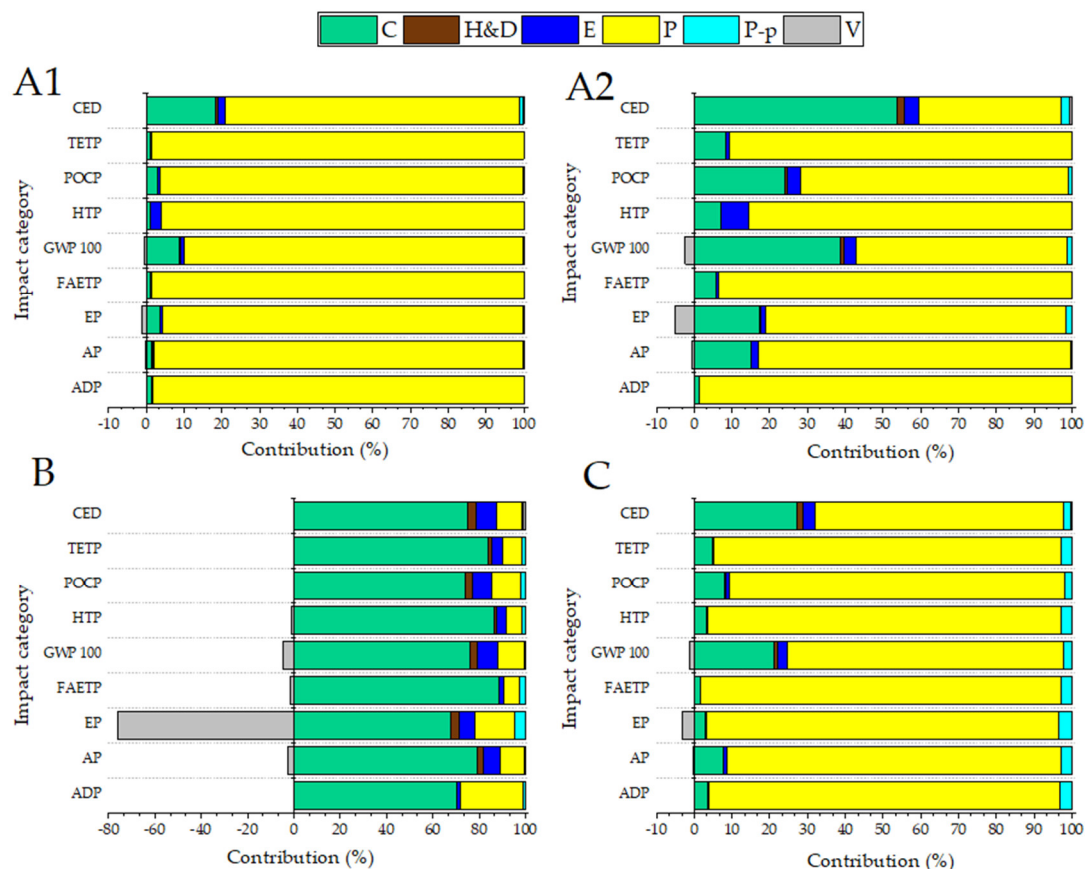 C H&D E P P-p V
A1
CED
TETP
POCP
HTP
GWP 100
FAETP
EP
AP
ADP
Impact category
-10 0 10 20 30 40 50 60 70 80 90 100
Contribution (%)
A2
CED
TETP
POCP
HTP
GWP 100
FAETP
EP
AP
ADP
Impact category
-10 0 10 20 30 40 50 60 70 80 90 100
Contribution (%)
B
CED
TETP
POCP
HTP
GWP 100
FAETP
EP
AP
ADP
Impact category
-80 -60 -40 -20 0 20 40 60 80 100
Contribution (%)
C
CED
TETP
POCP
HTP
GWP 100
FAETP
EP
AP
ADP
Impact category
-10 0 10 20 30 40 50 60 70 80 90 100
Contribution (%)